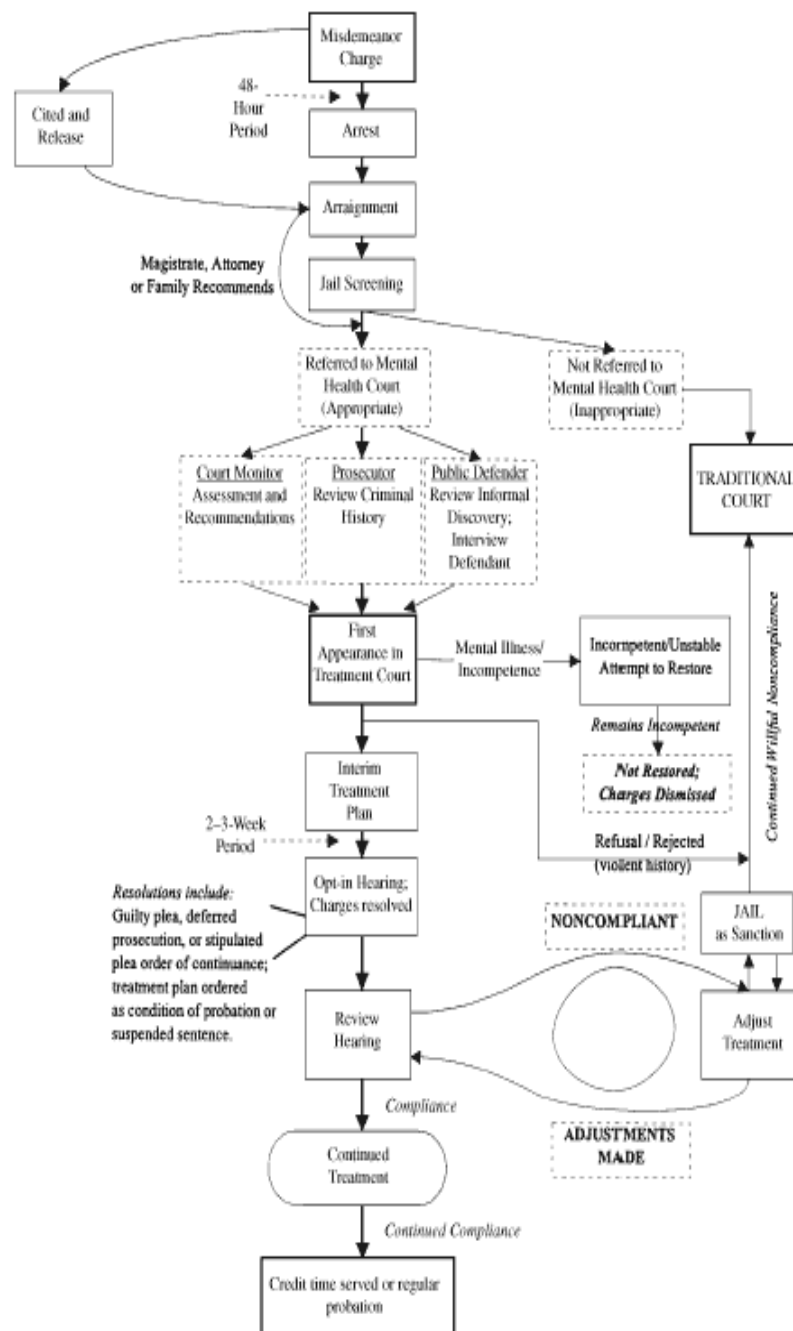 Misdemeanor
Charge
48-
Hour
Period
Cited and
Release
Arrest
Arraignment
Magistrate, Attorney
or Family Recommends
Jail Screening
Referred to Mental
Health Court
(Appropriate)
Not Referred to
Mental Health Court
(Inappropriate)
Court Monitor
Assessment and
Recommendations
Prosecutor
Review Criminal
History
Public Defender
Review Informal
Discovery;
Interview
Defendant
TRADITIONAL
COURT
First
Appearance in
Treatment Court
Mental Illness/
Incompetence
Incompetent/Unstable
Attempt to Restore
Remains Incompetent
Not Restored;
Charges Dismissed
Continued Willful Noncompliance
Interim
Treatment
Plan
2–3-Week
Period
Refusal / Rejected
(violent history)
Opt-in Hearing;
Charges resolved
Resolutions include:
Guilty plea, deferred
prosecution, or stipulated
plea order of continuance;
treatment plan ordered
as condition of probation or
suspended sentence.
NONCOMPLIANT
JAIL
as Sanction
Review
Hearing
Adjust
Treatment
Compliance
ADJUSTMENTS
MADE
Continued
Treatment
Continued Compliance
Credit time served or regular
probation